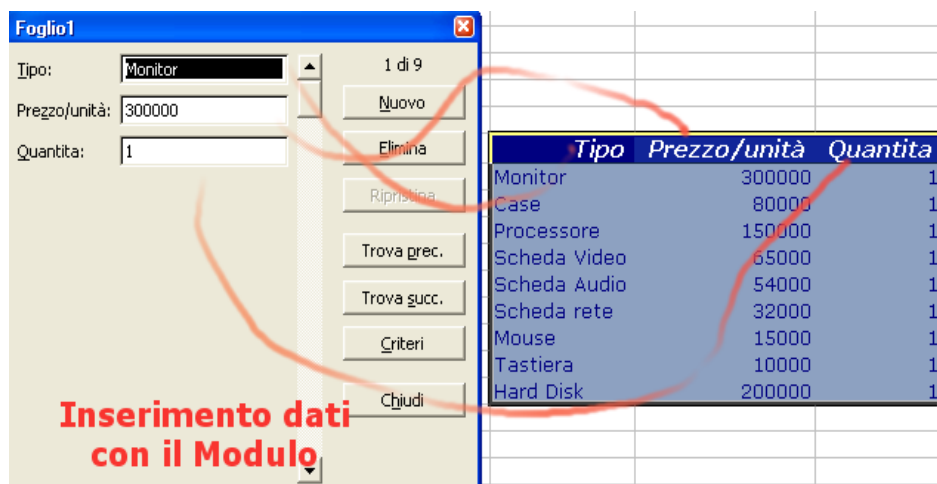 Foglio1
Tipo: Monitor
1 di 9
Prezzo/unità: 300000
Nuovo
Quantita: 1
Elimina
Ripristina
Trova prec.
Trova succ.
Criteri
Chiudi
Inserimento dati
con il Modulo
Tipo Prezzo/unità Quantita
Monitor 300000 1
Case 80000 1
Processore 150000 1
Scheda Video 65000 1
Scheda Audio 54000 1
Scheda rete 32000 1
Mouse 15000 1
Tastiera 10000 1
Hard Disk 200000 1